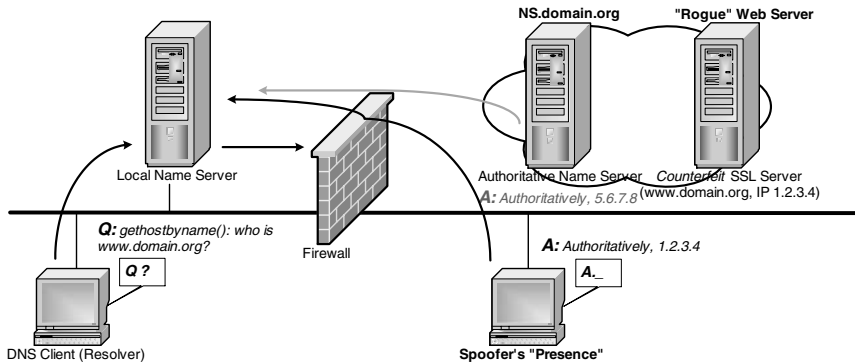 NS.domain.org
"Rogue" Web Server
Local Name Server
Authoritative Name Server
Counterfeit SSL Server
A: Authoritatively, 5.6.7.8
(www.domain.org, IP 1.2.3.4)
Q: gethostbyname(): who is
www.domain.org?
Firewall
A: Authoritatively, 1.2.3.4
Q ?
A._
DNS Client (Resolver)
Spoofer's "Presence"